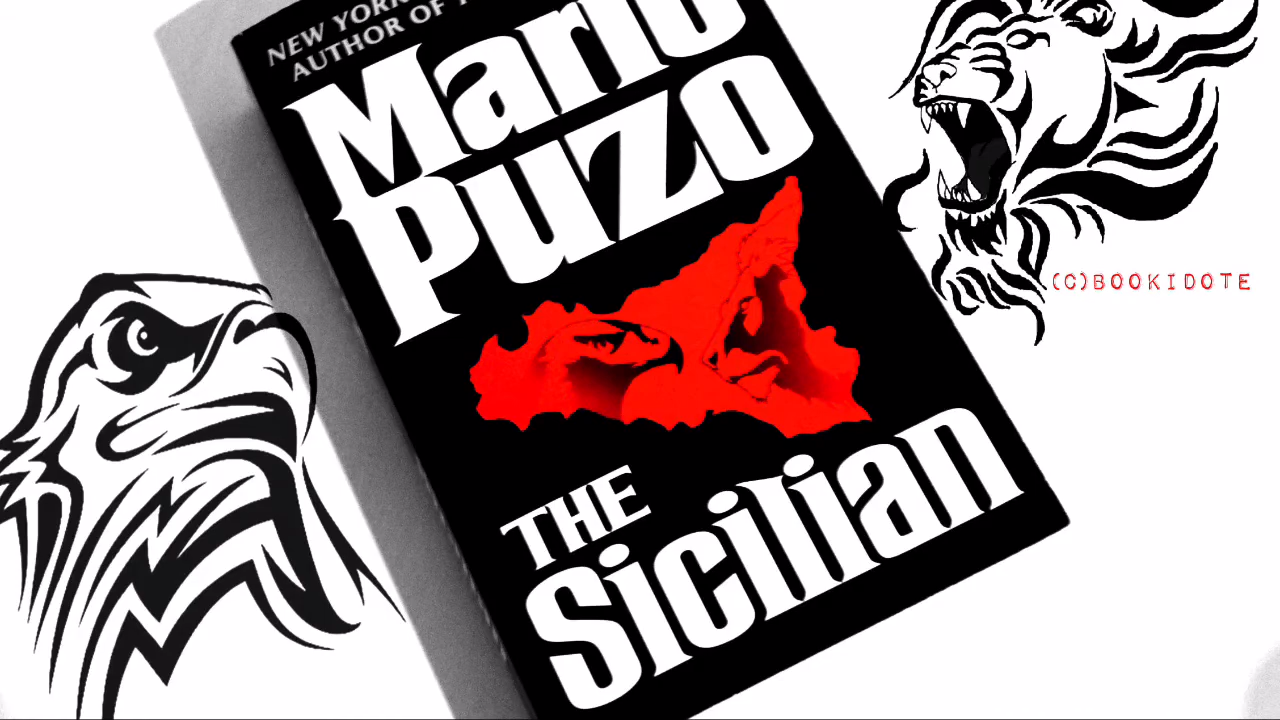 NEW YORK
AUTHOR OF
Mario
PUZO
(C)BOOKIDOTE
THE
Sicilian